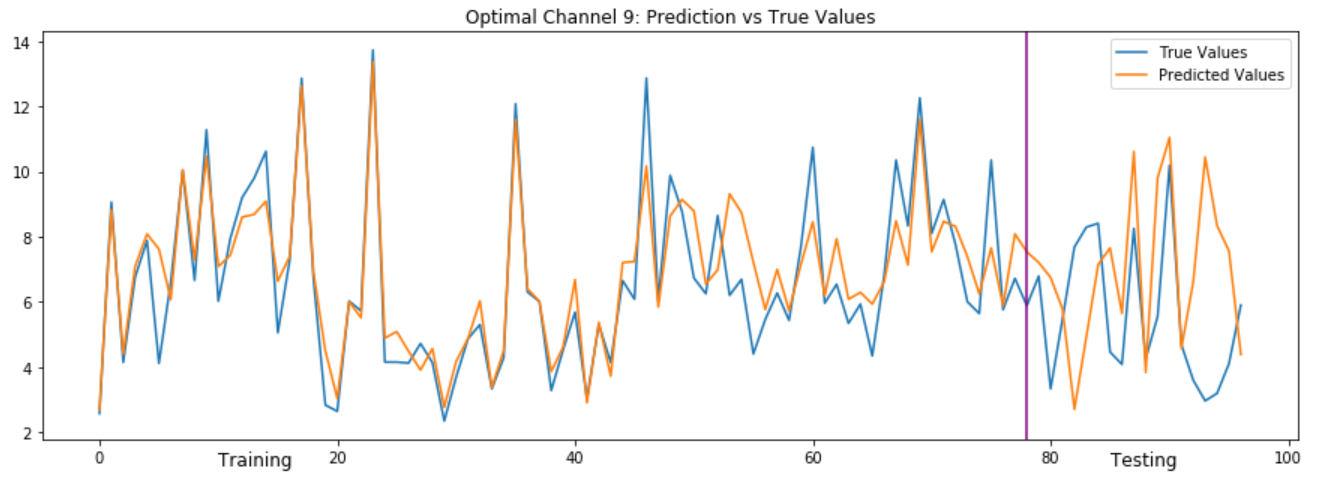 Optimal Channel 9: Prediction vs True Values
14
12
10
8
6
4
2
True Values
Predicted Values
0
20
40
60
80
100
Training
Testing